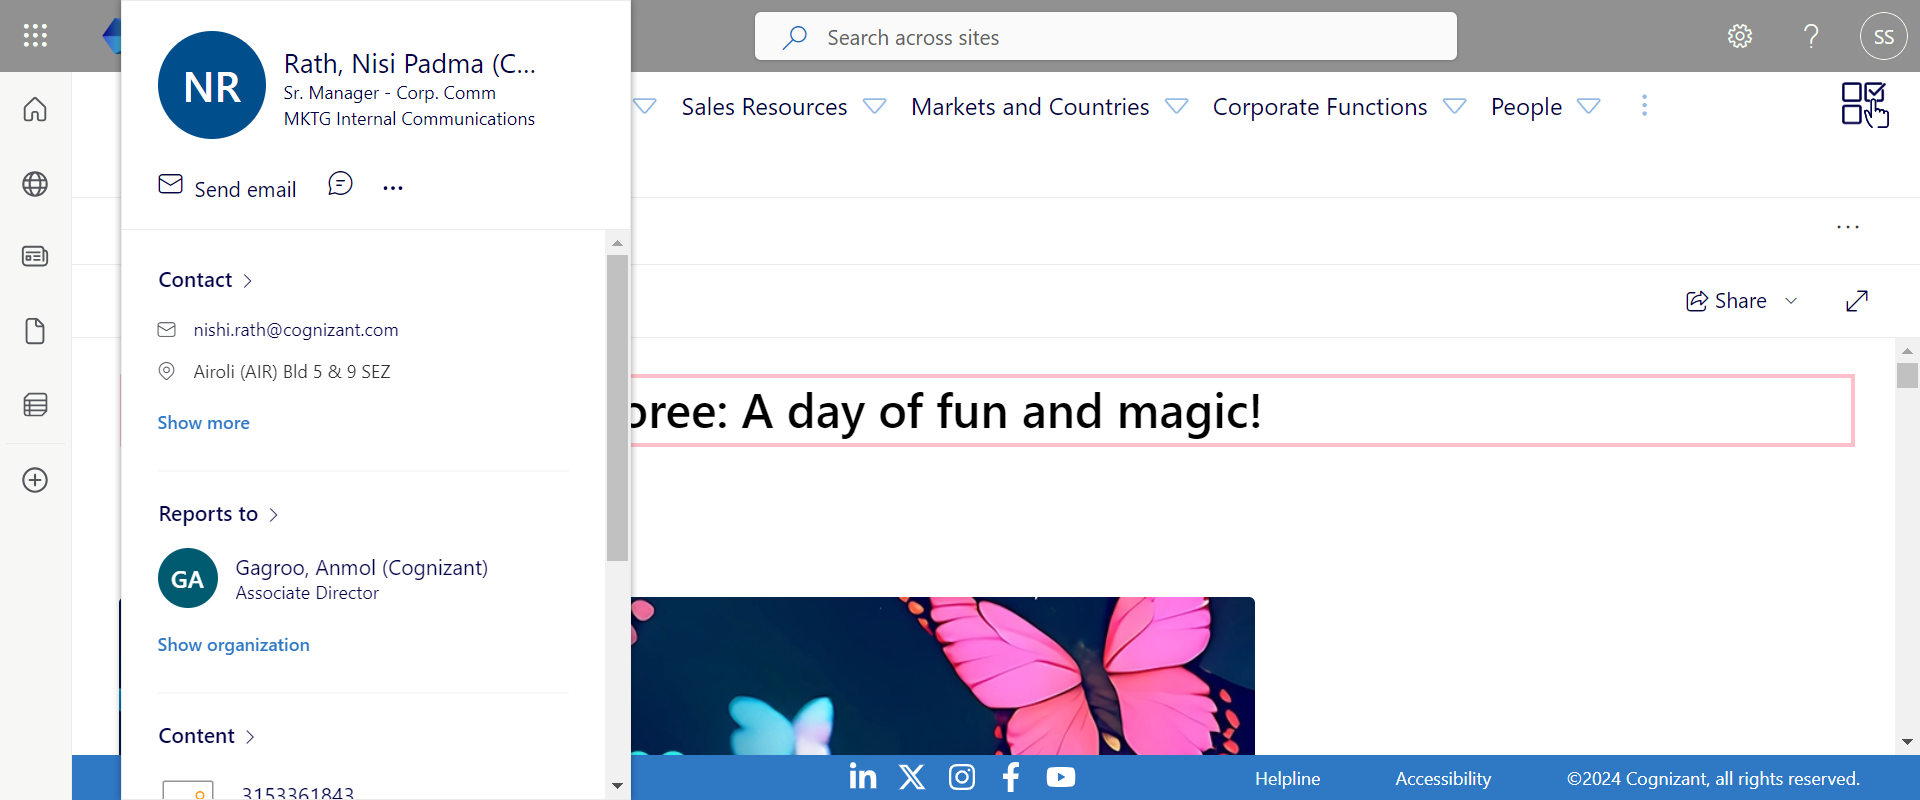 Search across sites
SS
NR
Rath, Nisi Padma (C...
Sr. Manager - Corp. Comm
MKTG Internal Communications
Sales Resources
Markets and Countries
Corporate Functions
People
Send email
...
Contact
nishi.rath@cognizant.com
Airoli (AIR) Bld 5 & 9 SEZ
Show more
Share
oree: A day of fun and magic!
Reports to
GA
Gagroo, Anmol (Cognizant)
Associate Director
Show organization
Content
3153361843
Helpline
Accessibility
©2024 Cognizant, all rights reserved.